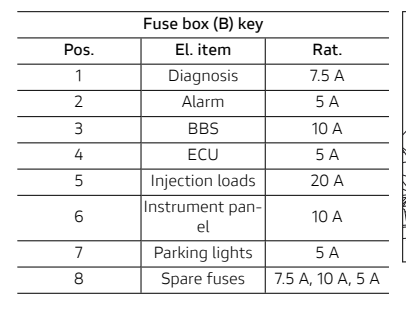 Fuse box (B) key
Pos. El. item Rat.
1 Diagnosis 7.5 A
2 Alarm 5 A
3 BBS 10 A
4 ECU 5 A
5 Injection loads 20 A
6 Instrument pan-
el 10 A
7 Parking lights 5 A
8 Spare fuses 7.5 A, 10 A, 5 A